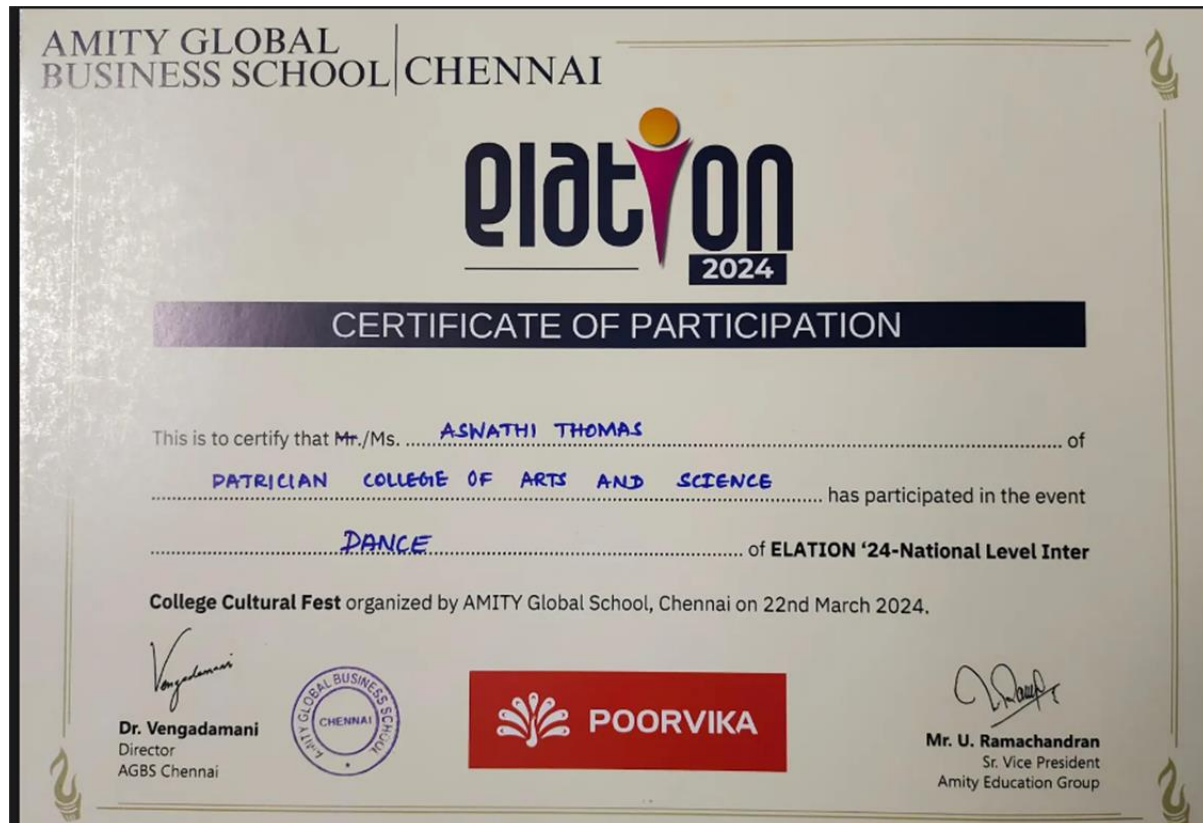 AMITY GLOBAL
BUSINESS SCHOOL CHENNAI
elation
2024
CERTIFICATE OF PARTICIPATION
This is to certify that Mr./Ms. ASWATHI THOMAS of
PATRICIAN COLLEGE OF ARTS AND SCIENCE has participated in the event
DANCE of ELATION ‘24-National Level Inter
College Cultural Fest organized by AMITY Global School, Chennai on 22nd March 2024.
Vengadamani
Dr. Vengadamani
Director
AGBS Chennai
AMITY GLOBAL BUSINESS SCHOOL
CHENNAI
POORVIKA
Mr. U. Ramachandran
Sr. Vice President
Amity Education Group